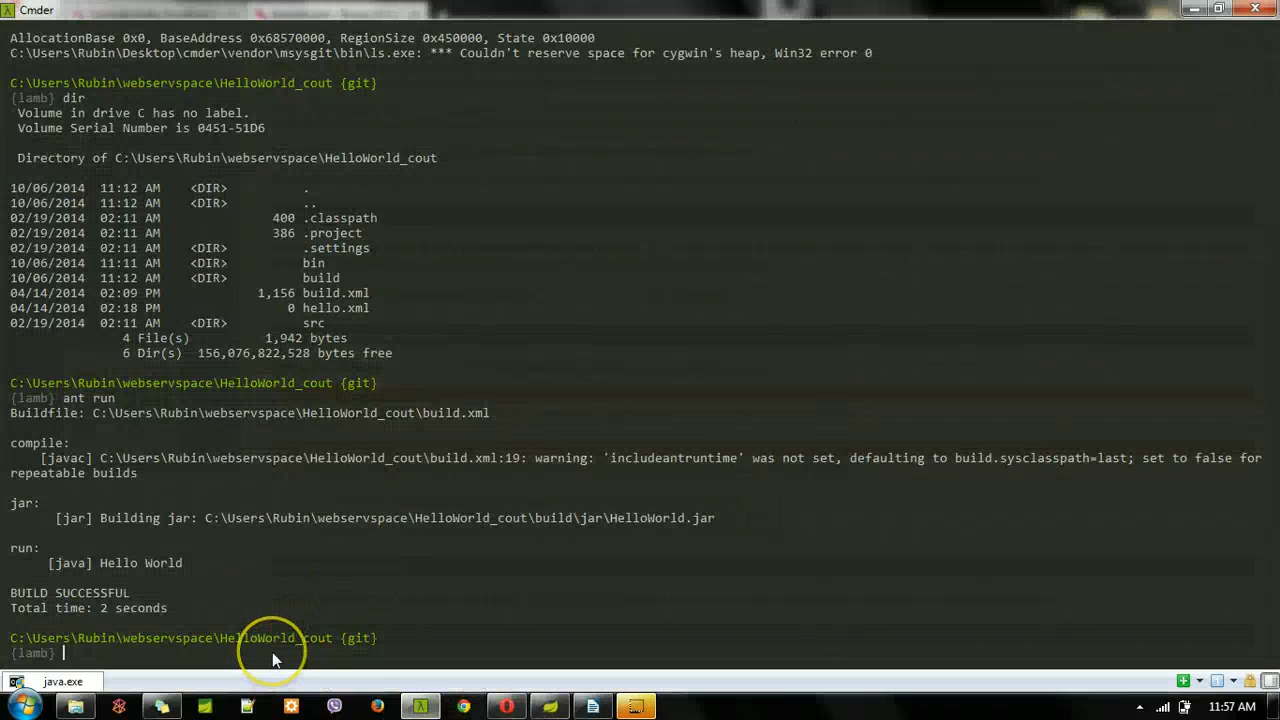 Cmder
AllocationBase 0x0, BaseAddress 0x68570000, RegionSize 0x450000, State 0x10000
C:\Users\Rubin\Desktop\cmder\vendor\msysgit\bin\ls.exe: *** Couldn't reserve space for cygwin's heap, Win32 error 0
C:\Users\Rubin\webservspace\HelloWorld_cout {git}
{lamb} dir
Volume in drive C has no label.
Volume Serial Number is 0451-51D6
Directory of C:\Users\Rubin\webservspace\HelloWorld_cout
10/06/2014 11:12 AM <DIR> .
10/06/2014 11:12 AM <DIR> ..
02/19/2014 02:11 AM 400 .classpath
02/19/2014 02:11 AM 386 .project
02/19/2014 02:11 AM <DIR> .settings
10/06/2014 11:11 AM <DIR> bin
10/06/2014 11:12 AM <DIR> build
04/14/2014 02:09 PM 1,156 build.xml
04/14/2014 02:18 PM 0 hello.xml
02/19/2014 02:11 AM <DIR> src
4 File(s) 1,942 bytes
6 Dir(s) 156,076,822,528 bytes free
C:\Users\Rubin\webservspace\HelloWorld_cout {git}
{lamb} ant run
Buildfile: C:\Users\Rubin\webservspace\HelloWorld_cout\build.xml
compile:
[javac] C:\Users\Rubin\webservspace\HelloWorld_cout\build.xml:19: warning: 'includeantruntime' was not set, defaulting to build.sysclasspath=last; set to false for
repeatable builds
jar:
[jar] Building jar: C:\Users\Rubin\webservspace\HelloWorld_cout\build\jar\HelloWorld.jar
run:
[java] Hello World
BUILD SUCCESSFUL
Total time: 2 seconds
C:\Users\Rubin\webservspace\HelloWorld_cout {git}
{lamb}
java.exe
11:57 AM